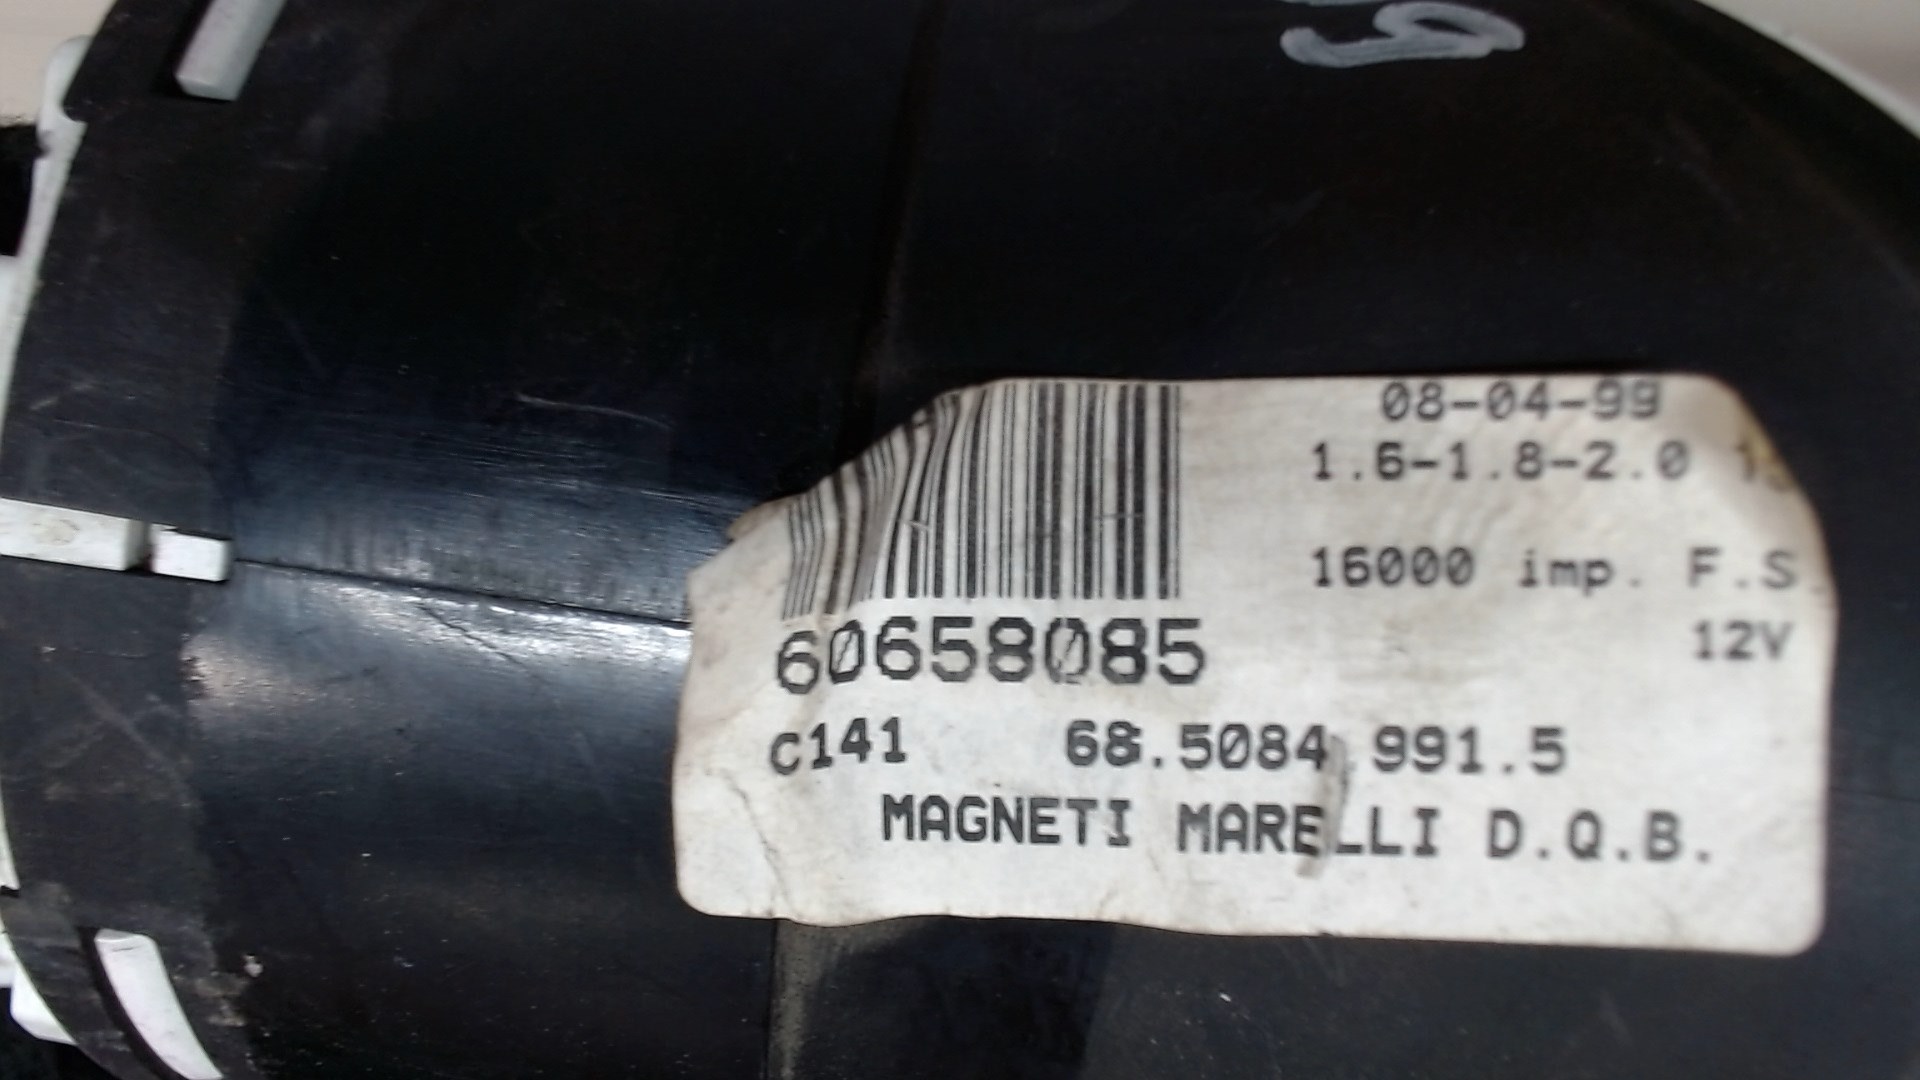 08-04-99
1.6-1.8-2.0
16000 imp. F.S
12V
60658085
C141 68.5084 991.5
MAGNETI MARELLI D.Q.B.